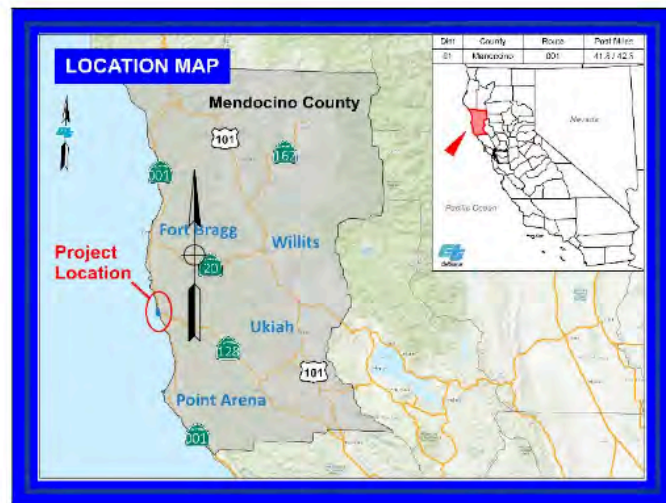 LOCATION MAP
Dist County Route Post Miles
01 Mendocino 001
Mendocino County
101
162
001
Nevada
Pacific Ocean
Fort Bragg
Willits
Project
Location
20
Ukiah
128
101
Point Arena
001